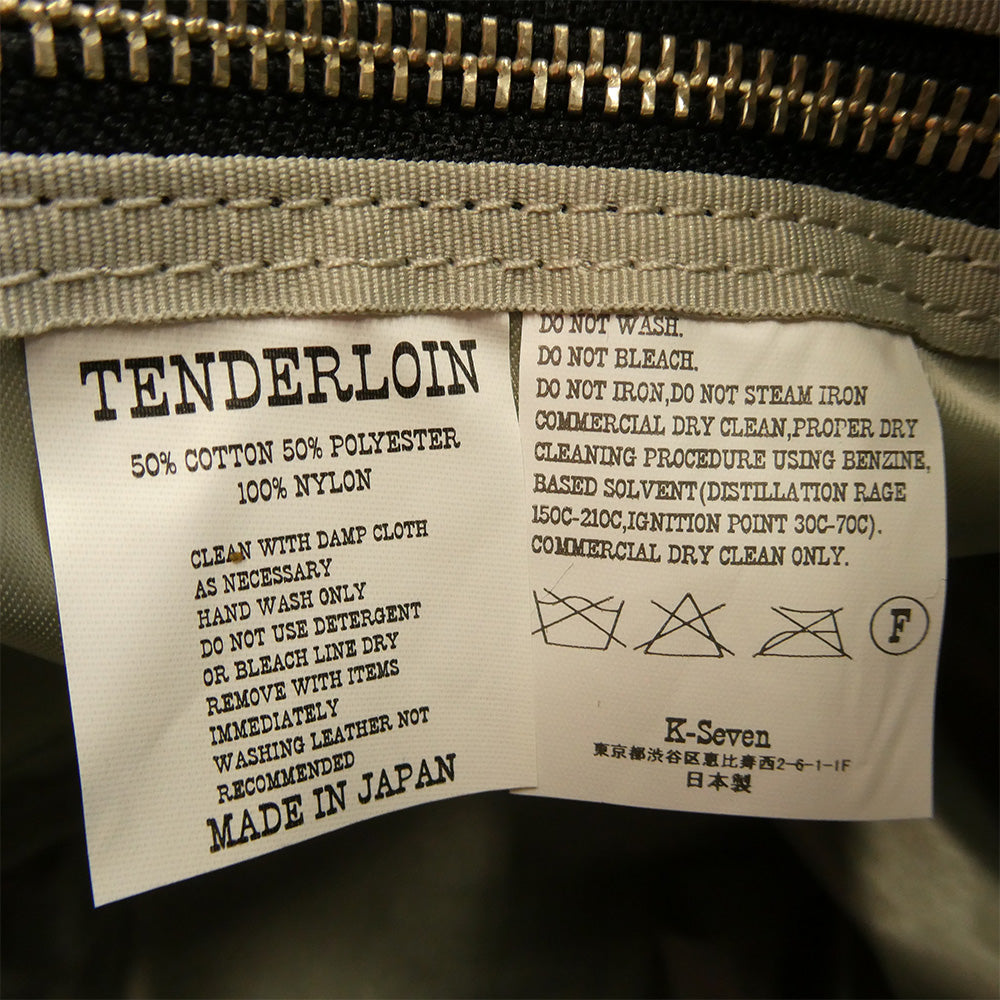 TENDERLOIN
50% COTTON 50% POLYESTER
100% NYLON
CLEAN WITH DAMP CLOTH
AS NECESSARY
HAND WASH ONLY
DO NOT USE DETERGENT
OR BLEACH LINE DRY
REMOVE WITH ITEMS
IMMEDIATELY
WASHING LEATHER NOT
RECOMMENDED
MADE IN JAPAN
DO NOT WASH.
DO NOT BLEACH.
DO NOT IRON,DO NOT STEAM IRON
COMMERCIAL DRY CLEAN,PROPER DRY
CLEANING PROCEDURE USING BENZINE,
BASED SOLVENT(DISTILLATION RAGE
150C-210C,IGNITION POINT 30C-70C).
COMMERCIAL DRY CLEAN ONLY.
F
K-Seven
東京都渋谷区恵比寿西2-6-1-1F
日本製